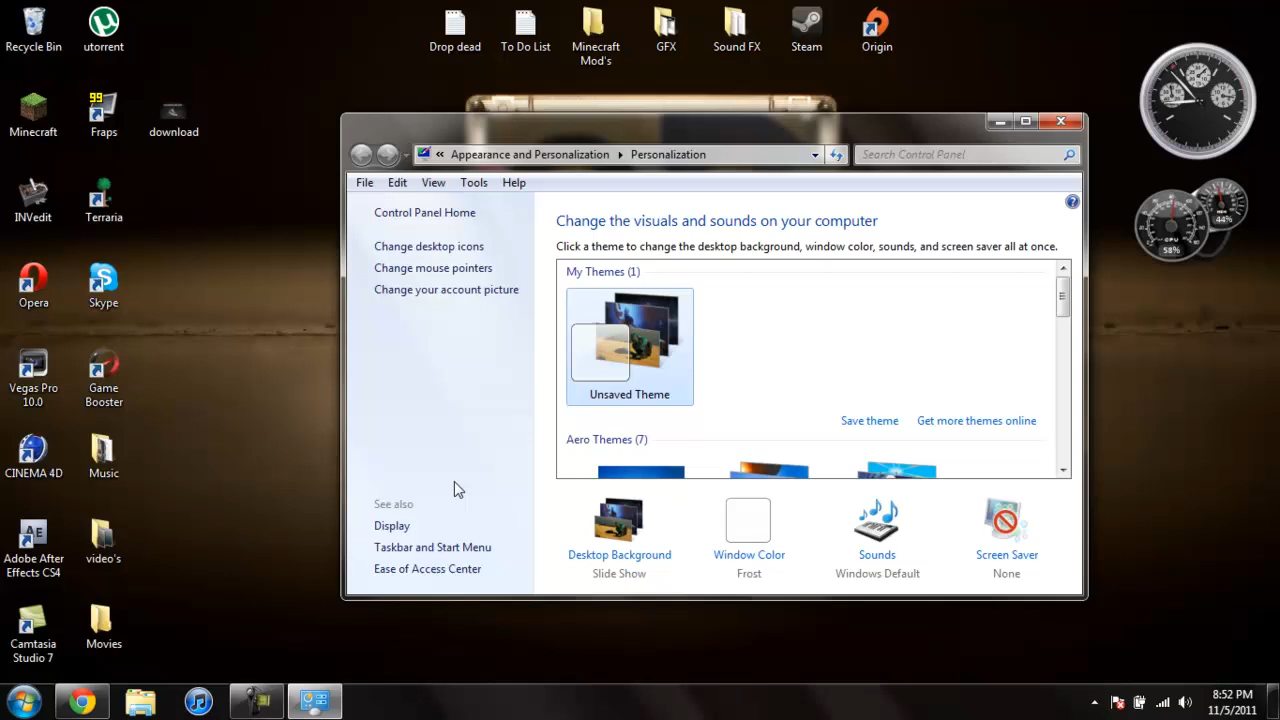 Recycle Bin
utorrent
Drop dead
To Do List
Minecraft
Mod's
GFX
Sound FX
Steam
Origin
Minecraft
99
Fraps
download
INVedit
Terraria
Opera
Skype
Vegas Pro
10.0
Game
Booster
CINEMA 4D
Music
AE
Adobe After
Effects CS4
video's
Camtasia
Studio 7
Movies
« Appearance and Personalization ▸ Personalization
Search Control Panel
File Edit View Tools Help
Control Panel Home
Change desktop icons
Change mouse pointers
Change your account picture
See also
Display
Taskbar and Start Menu
Ease of Access Center
Change the visuals and sounds on your computer
Click a theme to change the desktop background, window color, sounds, and screen saver all at once.
My Themes (1)
Unsaved Theme
Save theme
Get more themes online
Aero Themes (7)
Desktop Background
Slide Show
Window Color
Frost
Sounds
Windows Default
Screen Saver
None
44%
CPU
58%
8:52 PM
11/5/2011